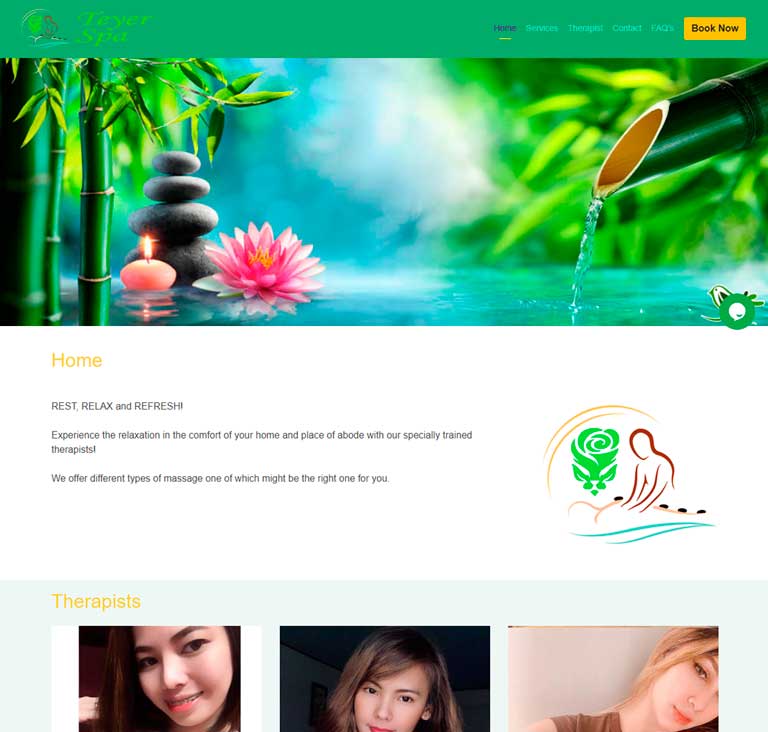 Teyer
Spa
Home
Services
Therapist
Contact
FAQ's
Book Now
Home
REST, RELAX and REFRESH!
Experience the relaxation in the comfort of your home and place of abode with our specially trained
therapists!
We offer different types of massage one of which might be the right one for you.
Therapists